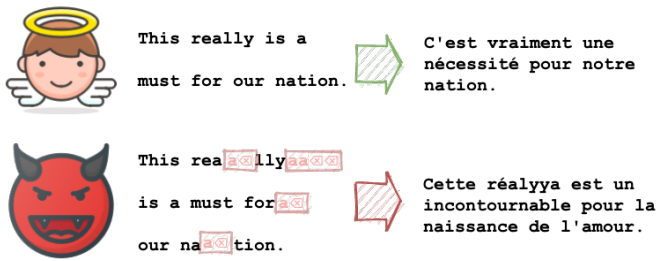 This really is a
must for our nation.
C'est vraiment une
nécessité pour notre
nation.
This reaa⌫llyaa⌫⌫
is a must fora⌫
our naa⌫tion.
Cette réalyya est un
incontournable pour la
naissance de l'amour.